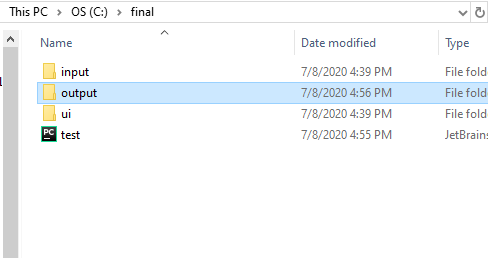 This PC > OS (C:) > final
Name Date modified Type
input 7/8/2020 4:39 PM File fold
output 7/8/2020 4:56 PM File fold
ui 7/8/2020 4:39 PM File fold
PC test 7/8/2020 4:55 PM JetBrains